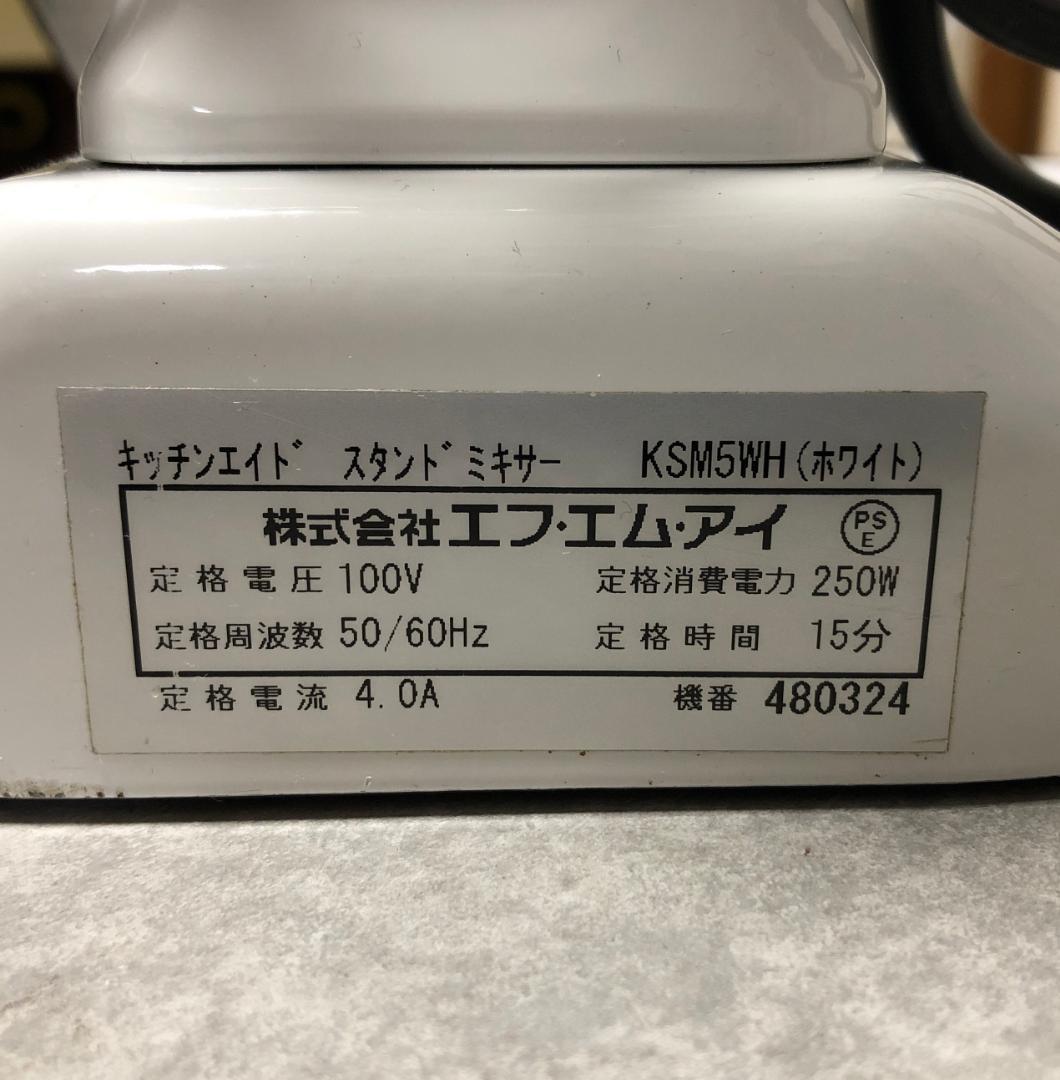 キッチンエイド スタンドミキサー KSM5WH(ホワイト)
株式会社エフ・エム・アイ PSE
定格電圧 100V 定格消費電力 250W
定格周波数 50/60Hz 定格時間 15分
定格電流 4.0A 機番 480324